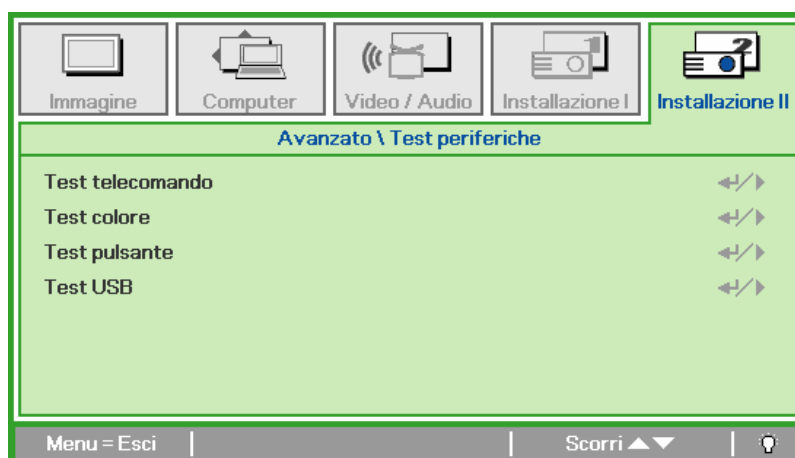 Immagine
Computer
Video / Audio
Installazione I
Installazione II
Avanzato \ Test periferiche
Test telecomando
Test colore
Test pulsante
Test USB
Menu = Esci
Scorri ▲▼